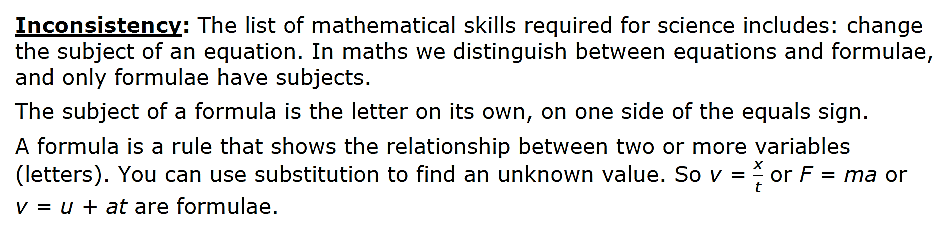 Inconsistency: The list of mathematical skills required for science includes: change
the subject of an equation. In maths we distinguish between equations and formulae,
and only formulae have subjects.
The subject of a formula is the letter on its own, on one side of the equals sign.
A formula is a rule that shows the relationship between two or more variables
(letters). You can use substitution to find an unknown value. So v = x/t or F = ma or
v = u + at are formulae.